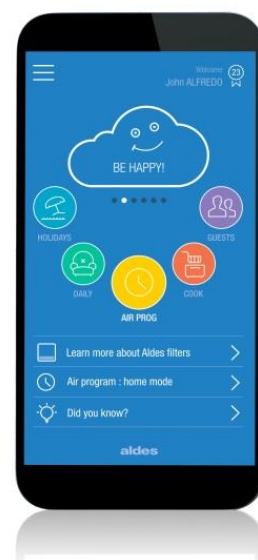 Welcome
John ALFREDO
23
BE HAPPY!
HOLIDAYS
GUESTS
DAILY
COOK
AIR PROG
Learn more about Aldes filters
Air program : home mode
Did you know?
aldes